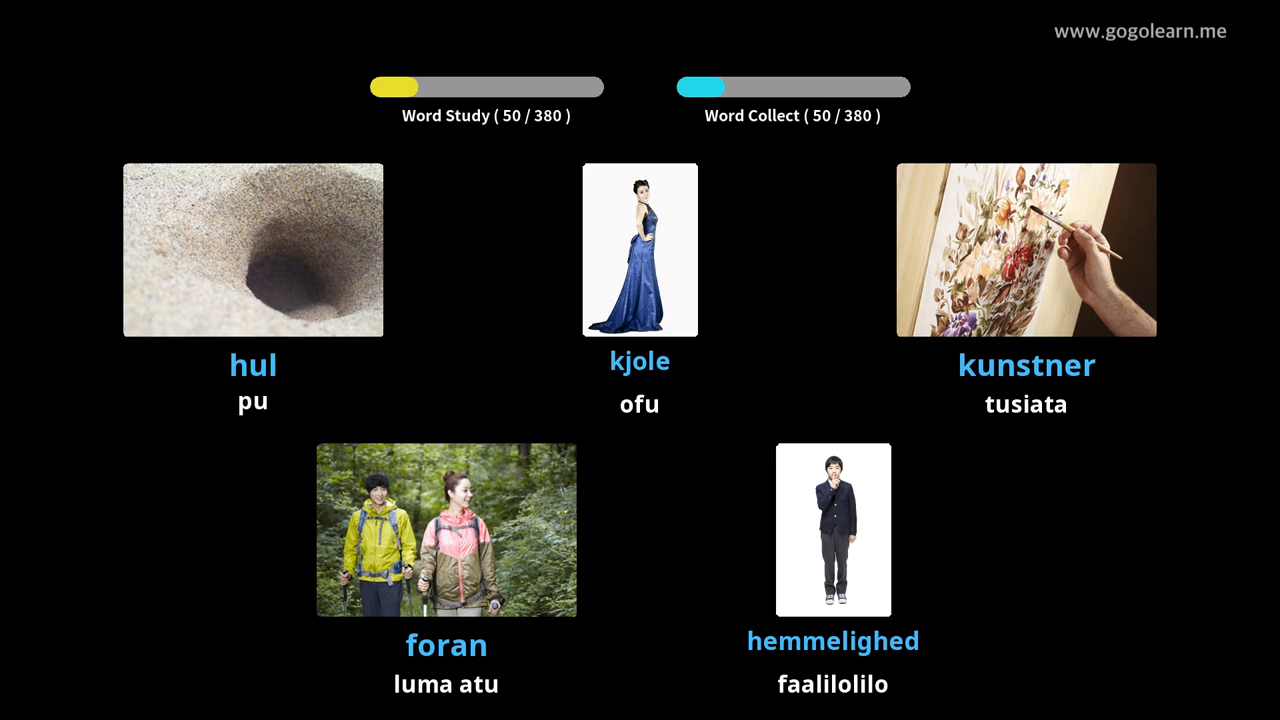 www.gogolearn.me
Word Study ( 50 / 380 )
Word Collect ( 50 / 380 )
hul
pu
kjole
ofu
kunstner
tusiata
foran
luma atu
hemmelighed
faalilolilo